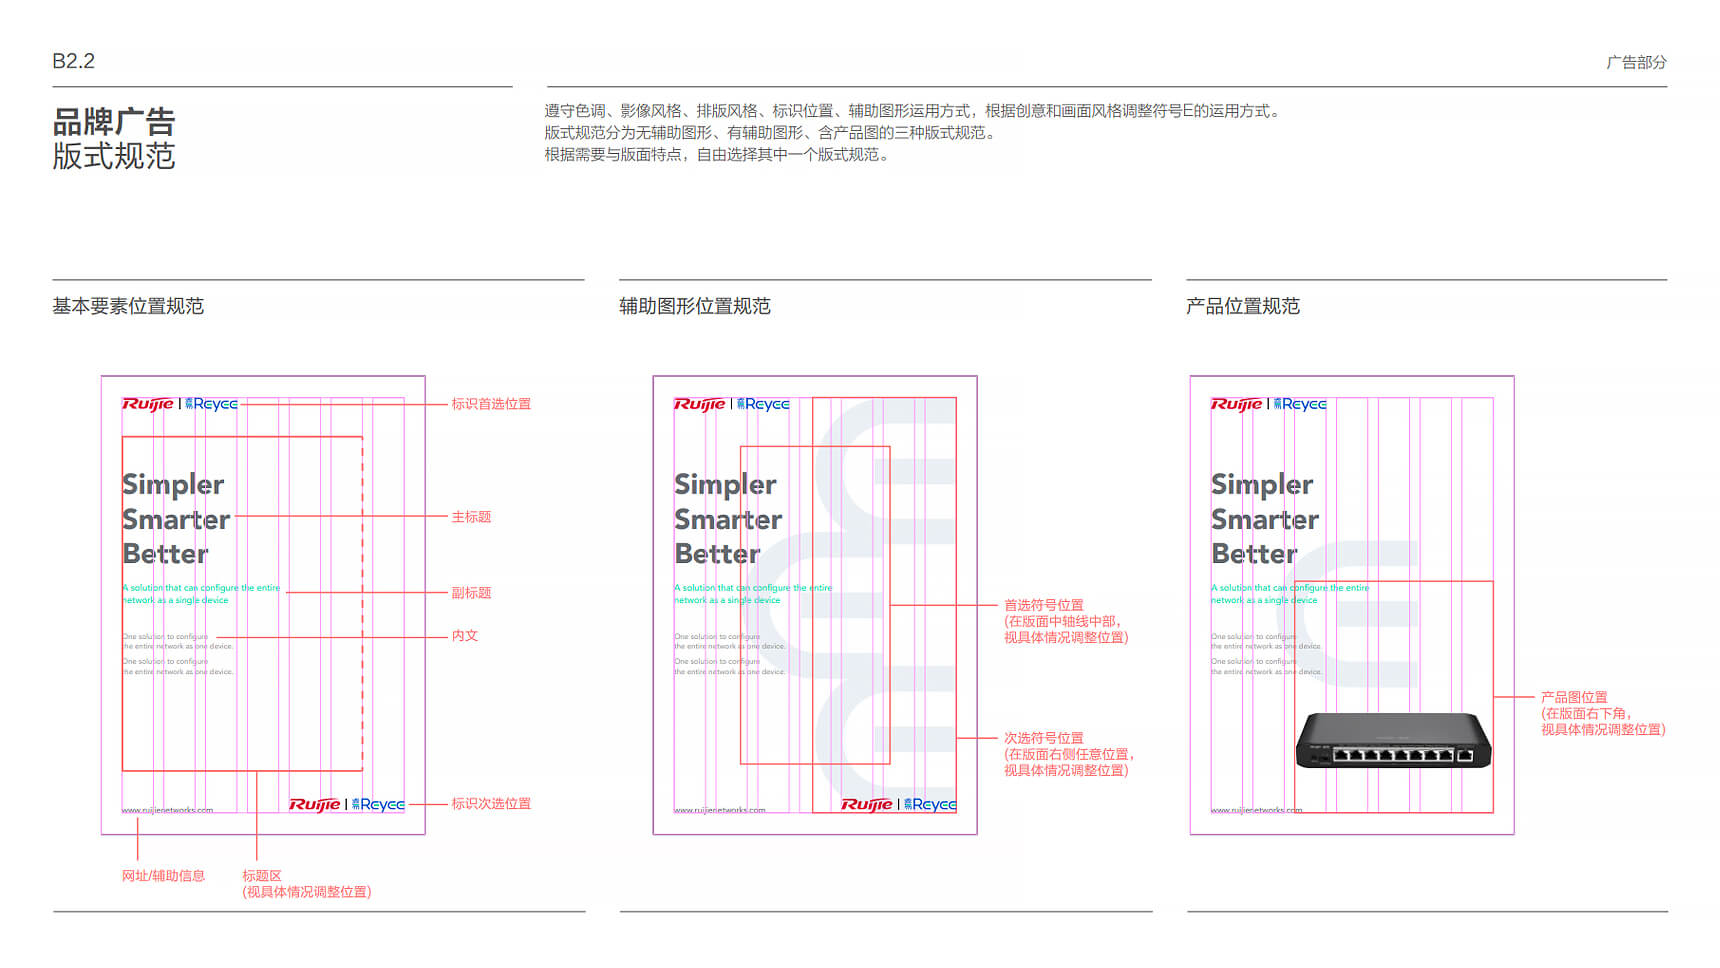 B2.2
广告部分
品牌广告
版式规范
遵守色调、影像风格、排版风格、标识位置、辅助图形运用方式，根据创意和画面风格调整符号E的运用方式。
版式规范分为无辅助图形、有辅助图形、含产品图的三种版式规范。
根据需要与版面特点，自由选择其中一个版式规范。
基本要素位置规范
Ruijie | 睿易 Reyee
标识首选位置
Simpler
Smarter
Better
主标题
A solution that can configure the entire
network as a single device
副标题
One solution to configure
the entire network as one device.
One solution to configure
the entire network as one device.
内文
www.ruijienetworks.com
Ruijie | 睿易 Reyee
标识次选位置
网址/辅助信息
标题区
(视具体情况调整位置)
辅助图形位置规范
Ruijie | 睿易 Reyee
Simpler
Smarter
Better
A solution that can configure the entire
network as a single device
One solution to configure
the entire network as one device.
One solution to configure
the entire network as one device.
首选符号位置
(在版面中轴线中部，
视具体情况调整位置)
次选符号位置
(在版面右侧任意位置，
视具体情况调整位置)
www.ruijienetworks.com
Ruijie | 睿易 Reyee
产品位置规范
Ruijie | 睿易 Reyee
Simpler
Smarter
Better
A solution that can configure the entire
network as a single device
One solution to configure
the entire network as one device.
One solution to configure
the entire network as one device.
产品图位置
(在版面右下角，
视具体情况调整位置)
www.ruijienetworks.com